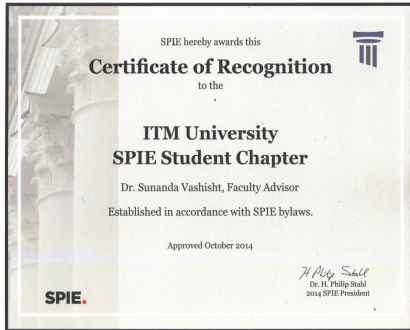 SPIE hereby awards this
Certificate of Recognition
to the
ITM University
SPIE Student Chapter
Dr. Sunanda Vashisht, Faculty Advisor
Established in accordance with SPIE bylaws.
Approved October 2014
H Philip Stahl
Dr. H. Philip Stahl
2014 SPIE President
SPIE.